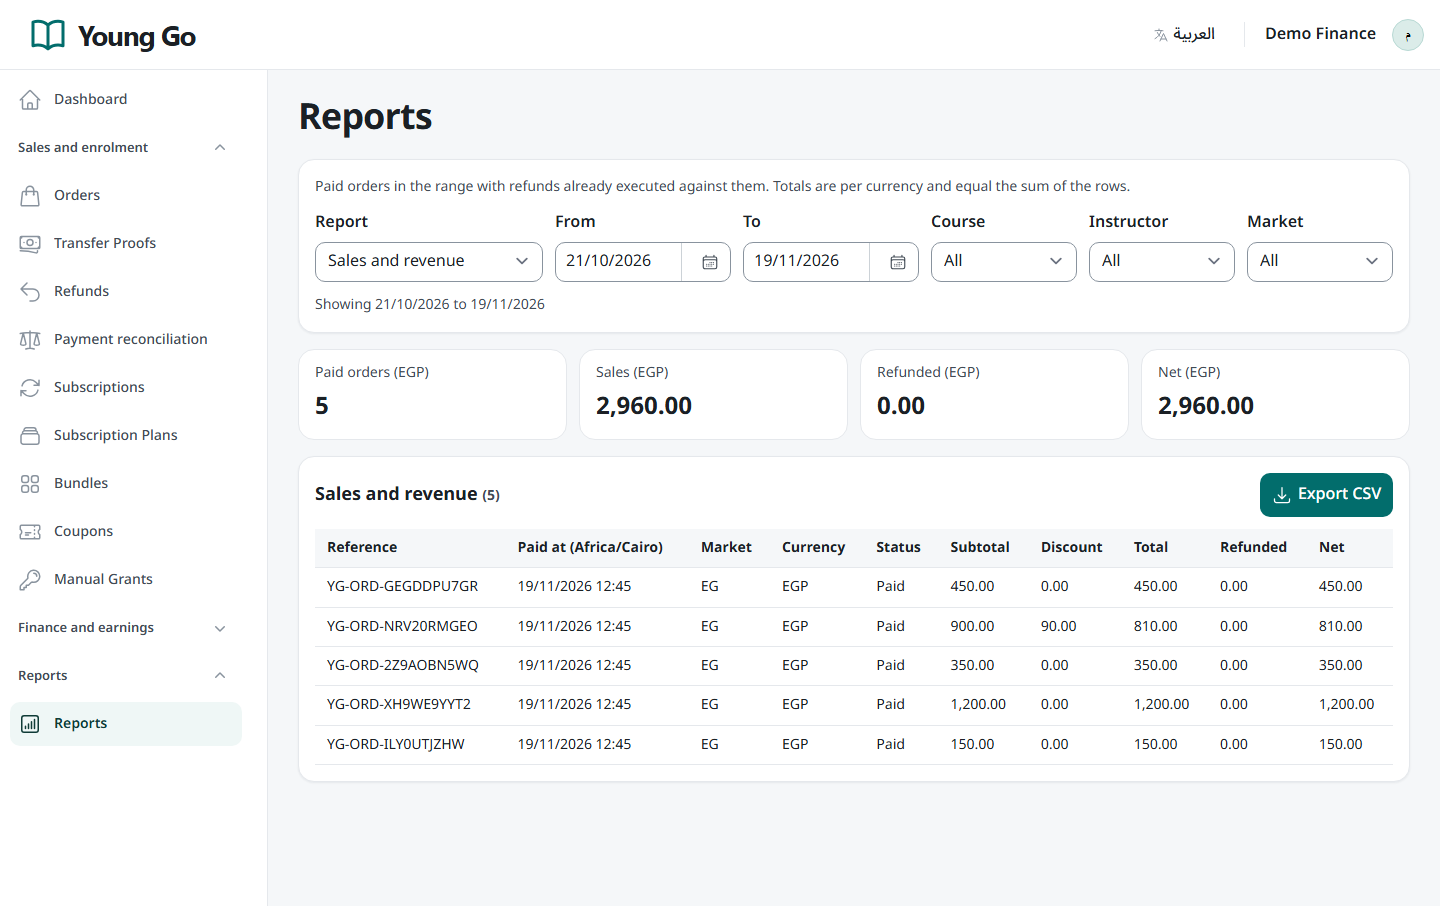 Young Go
العربية
Demo Finance
م
Dashboard
Sales and enrolment
Orders
Transfer Proofs
Refunds
Payment reconciliation
Subscriptions
Subscription Plans
Bundles
Coupons
Manual Grants
Finance and earnings
Reports
Reports
Reports
Paid orders in the range with refunds already executed against them. Totals are per currency and equal the sum of the rows.
Report From To Course Instructor Market
Sales and revenue 21/10/2026 19/11/2026 All All All
Showing 21/10/2026 to 19/11/2026
Paid orders (EGP) Sales (EGP) Refunded (EGP) Net (EGP)
5 2,960.00 0.00 2,960.00
Sales and revenue (5) Export CSV
Reference Paid at (Africa/Cairo) Market Currency Status Subtotal Discount Total Refunded Net
YG-ORD-GEGDDPU7GR 19/11/2026 12:45 EG EGP Paid 450.00 0.00 450.00 0.00 450.00
YG-ORD-NRV20RMGEO 19/11/2026 12:45 EG EGP Paid 900.00 90.00 810.00 0.00 810.00
YG-ORD-2Z9AOBN5WQ 19/11/2026 12:45 EG EGP Paid 350.00 0.00 350.00 0.00 350.00
YG-ORD-XH9WE9YYT2 19/11/2026 12:45 EG EGP Paid 1,200.00 0.00 1,200.00 0.00 1,200.00
YG-ORD-ILY0UTJZHW 19/11/2026 12:45 EG EGP Paid 150.00 0.00 150.00 0.00 150.00